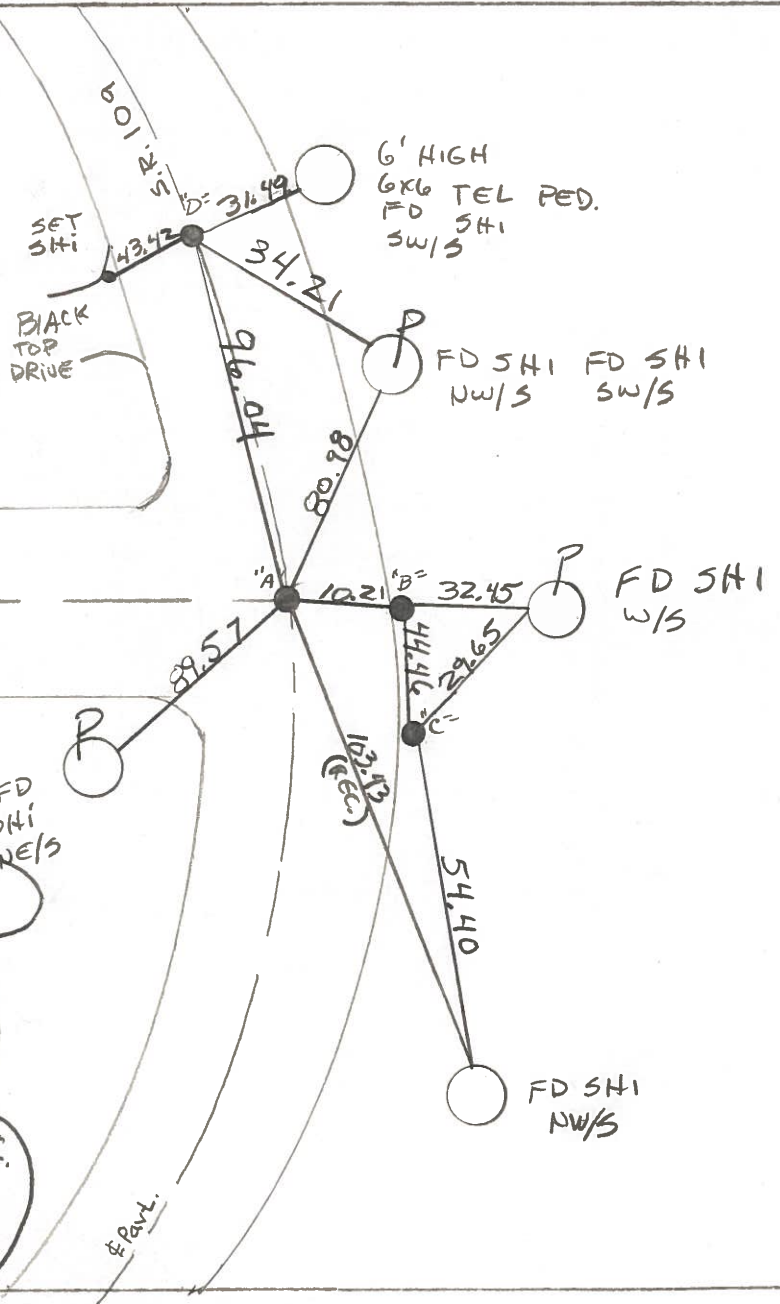 S.R. 109
"D"
31.49
6' HIGH
6x6 TEL PED.
FD SHI
SW/S
SET
SHI
43.42
34.21
BLACK
TOP
DRIVE
96.04
P
FD SHI
NW/S
FD SHI
SW/S
80.98
"A
10.21
"B"
32.45
P
FD SHI
W/S
44.46
29.65
"C"
89.57
P
FD
SHI
NE/S
103.43
(REC.)
54.40
FD SHI
NW/S
℄ Pavt.